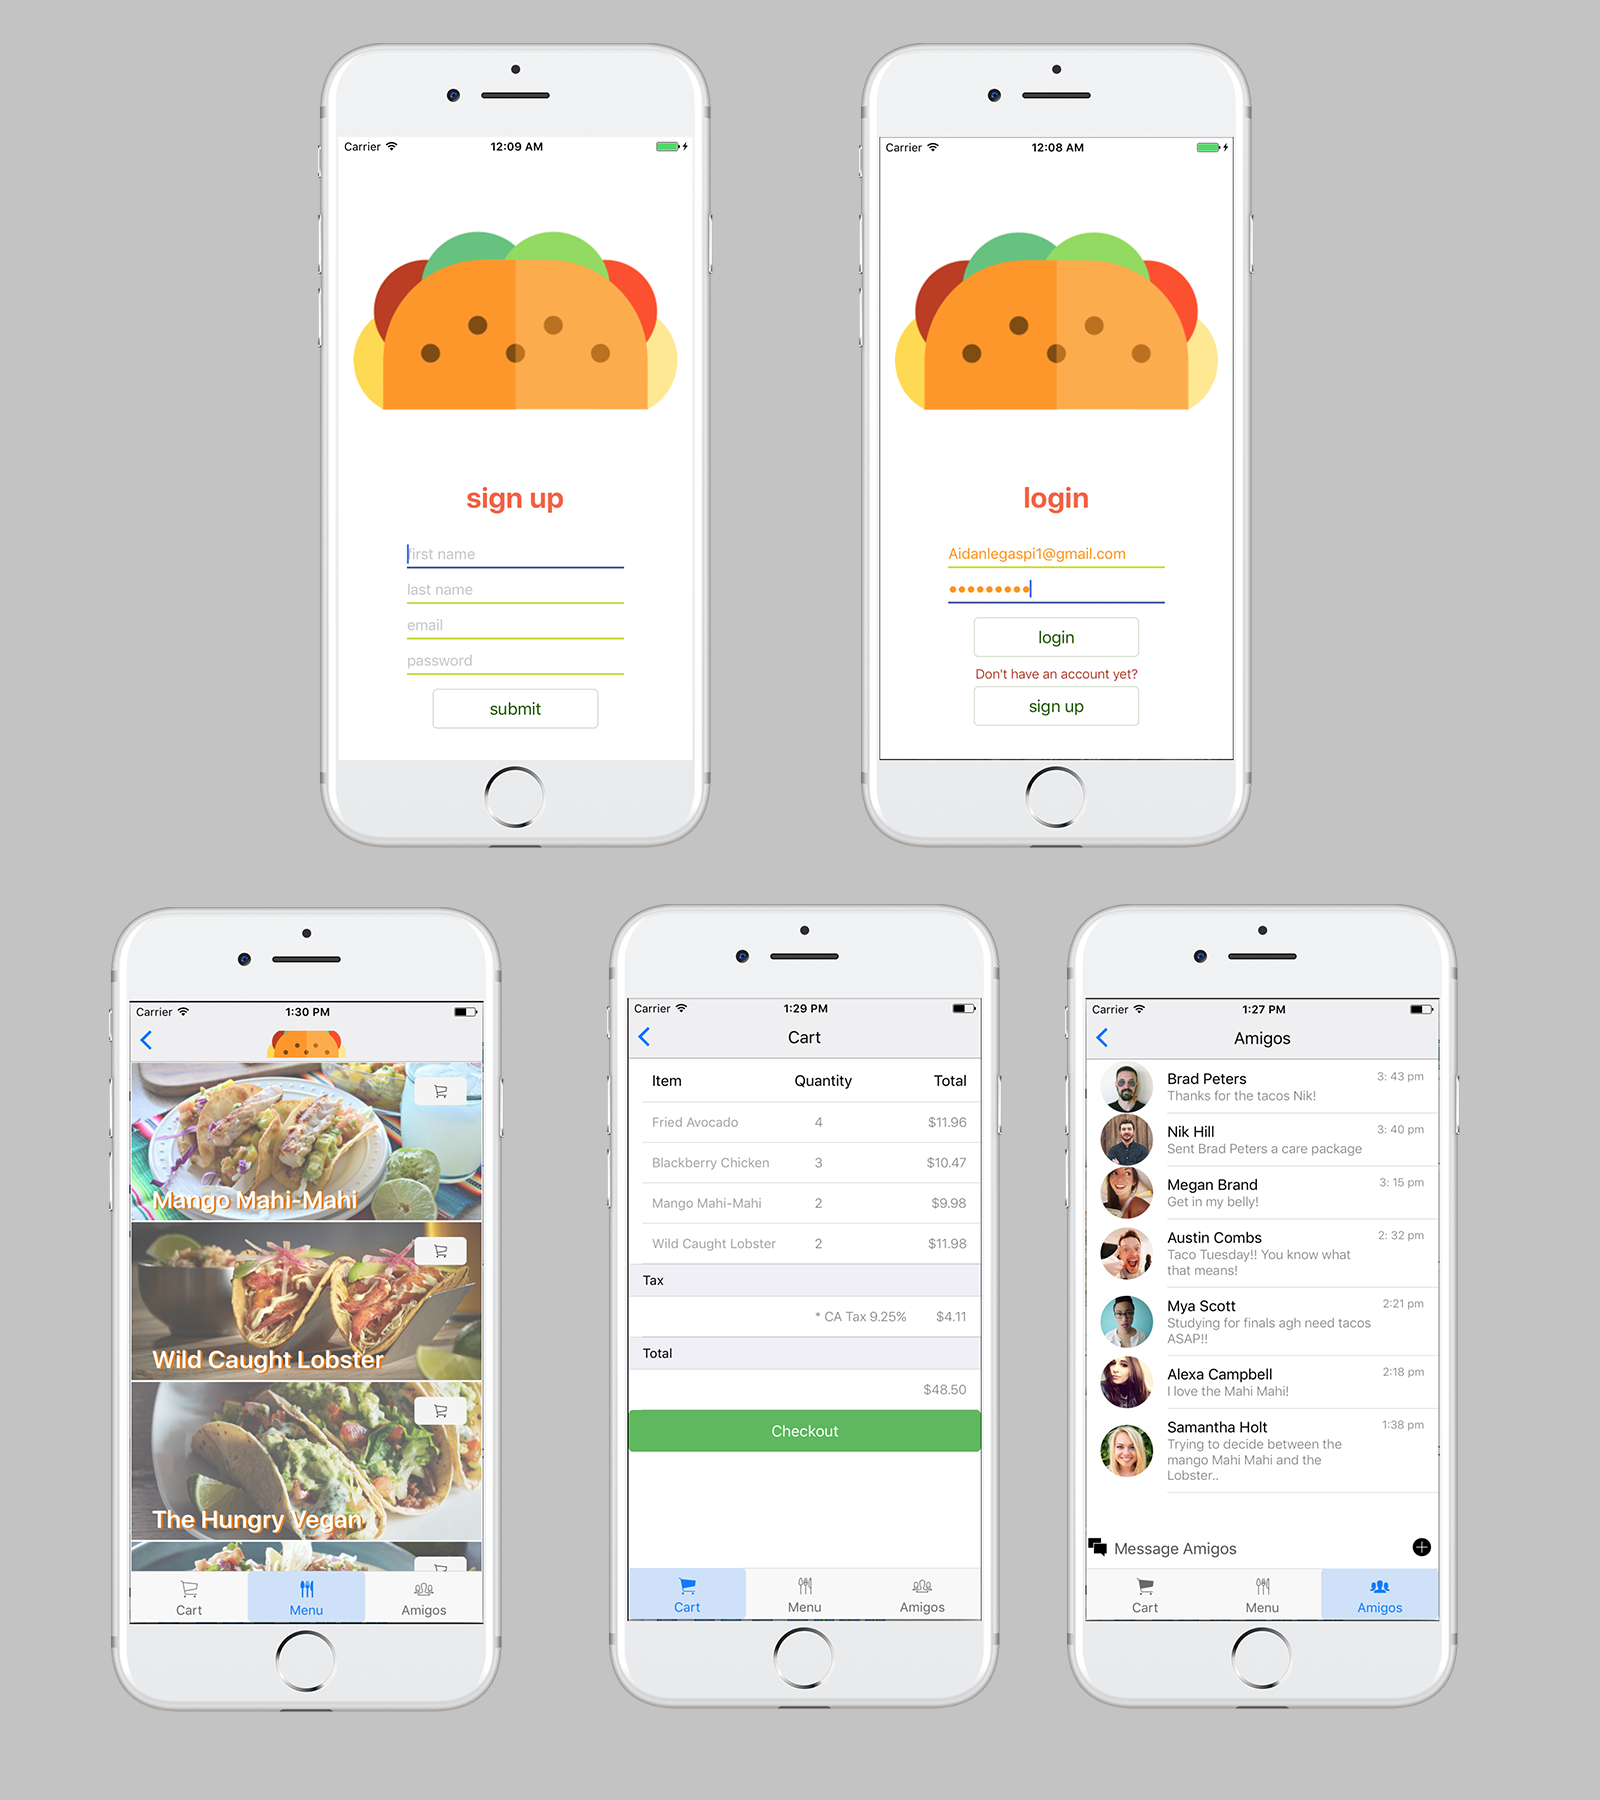 Carrier 12:09 AM
sign up
first name
last name
email
password
submit
Carrier 12:08 AM
login
Aidanlegaspi1@gmail.com
login
Don't have an account yet?
sign up
Carrier 1:30 PM
Mango Mahi-Mahi
Wild Caught Lobster
The Hungry Vegan
Cart Menu Amigos
Carrier 1:29 PM
Cart
Item Quantity Total
Fried Avocado 4 $11.96
Blackberry Chicken 3 $10.47
Mango Mahi-Mahi 2 $9.98
Wild Caught Lobster 2 $11.98
Tax
* CA Tax 9.25% $4.11
Total
$48.50
Checkout
Cart Menu Amigos
Carrier 1:27 PM
Amigos
Brad Peters 3: 43 pm
Thanks for the tacos Nik!
Nik Hill 3: 40 pm
Sent Brad Peters a care package
Megan Brand 3: 15 pm
Get in my belly!
Austin Combs 2: 32 pm
Taco Tuesday!! You know what
that means!
Mya Scott 2:21 pm
Studying for finals agh need tacos
ASAP!!
Alexa Campbell 2:18 pm
I love the Mahi Mahi!
Samantha Holt 1:38 pm
Trying to decide between the
mango Mahi Mahi and the
Lobster..
Message Amigos
Cart Menu Amigos